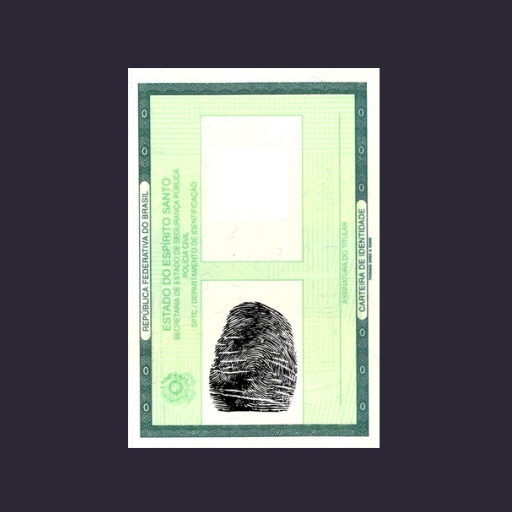 REPÚBLICA FEDERATIVA DO BRASIL
ESTADO DO ESPÍRITO SANTO
SECRETARIA DE ESTADO DE SEGURANÇA PÚBLICA
POLÍCIA CIVIL
SPTC / DEPARTAMENTO DE IDENTIFICAÇÃO
ASSINATURA DO TITULAR
CARTEIRA DE IDENTIDADE